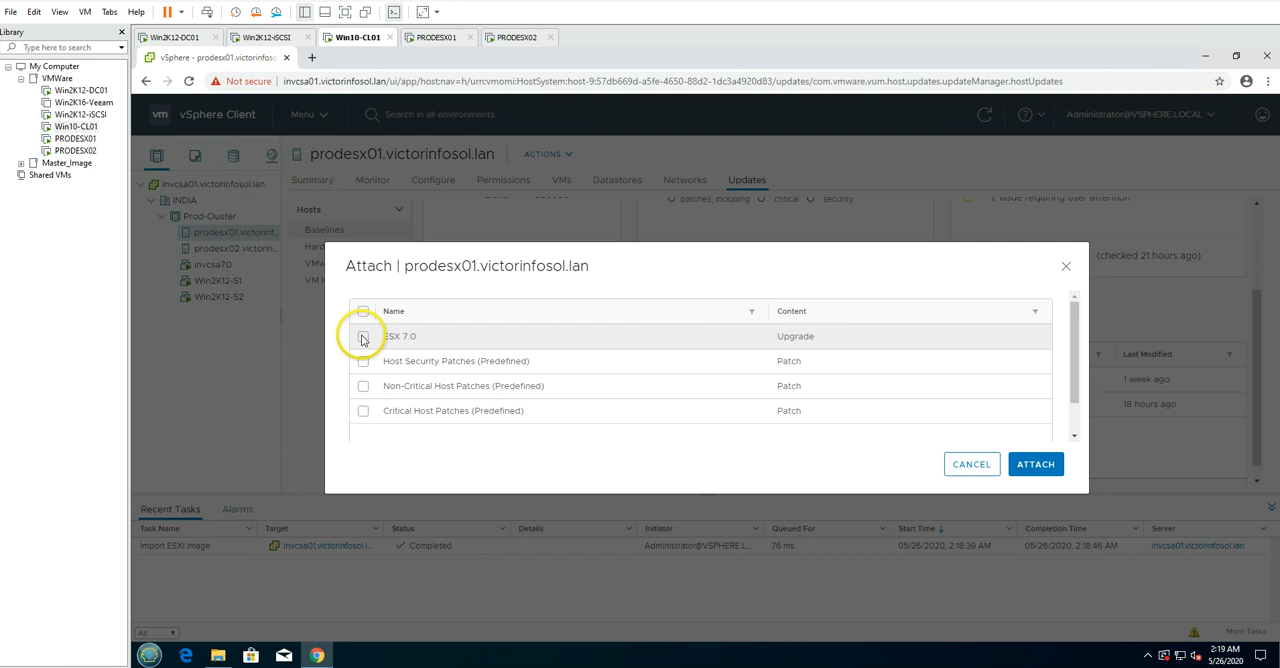 File Edit View VM Tabs Help
Library
Type here to search
My Computer
VMWare
Win2K12-DC01
Win2K16-Veeam
Win2K12-iSCSI
Win10-CL01
PRODESX01
PRODESX02
Master_Image
Shared VMs
Win2K12-DC01 Win2K12-iSCSI Win10-CL01 PRODESX01 PRODESX02
vSphere - prodesx01.victorinfoso
Not secure invcsa01.victorinfosol.lan/ui/app/host;nav=h/urn:vmomi:HostSystem:host-9:57db669d-a5fe-4650-88d2-1dc3a4920d83/updates/com.vmware.vum.host.updates.updateManager.hostUpdates
vm vSphere Client Menu Search in all environments Administrator@VSPHERE.LOCAL
invcsa01.victorinfosol.lan
INDIA
Prod-Custer
prodesx01.victorinf...
prodesx02.victorin...
invcsa70
Win2K12-S1
Win2K12-S2
prodesx01.victorinfosol.lan ACTIONS
Summary Monitor Configure Permissions VMs Datastores Networks Updates
Hosts
Baselines
patches, including critical security
1 issue requiring user attention
(checked 21 hours ago)
Last Modified
1 week ago
18 hours ago
Attach | prodesx01.victorinfosol.lan
Name Content
ESX 7.0 Upgrade
Host Security Patches (Predefined) Patch
Non-Critical Host Patches (Predefined) Patch
Critical Host Patches (Predefined) Patch
CANCEL ATTACH
Recent Tasks Alarms
Task Name Target Status Details Initiator Queued For Start Time Completion Time Server
Import ESXi Image invcsa01.victorinfosol.l... Completed Administrator@VSPHERE.L... 76 ms 05/26/2020, 2:18:39 AM 05/26/2020, 2:18:46 AM invcsa01.victorinfosol.lan
All More Tasks
2:19 AM
5/26/2020